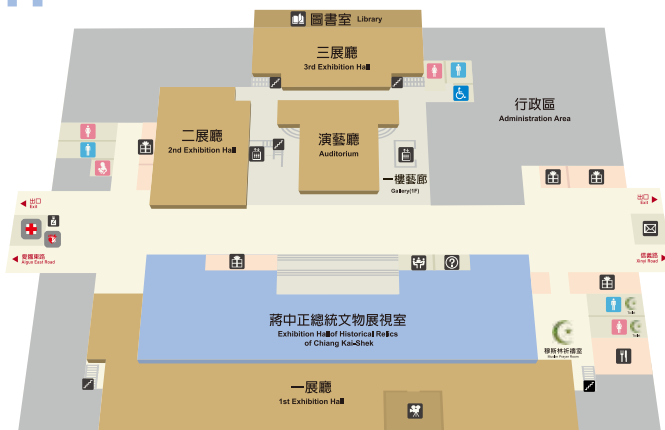 圖書室 Library
三展廳
3rd Exhibition Hall
行政區
Administration Area
二展廳
2nd Exhibition Hall
演藝廳
Auditorium
一樓藝廊
Gallery(1F)
出口
Exit
出口
Exit
愛國東路
Aiguo East Road
信義路
Xinyi Road
蔣中正總統文物展視室
Exhibition Hall of Historical Relics
of Chiang Kai-Shek
穆斯林祈禱室
Muslim Prayer Room
一展廳
1st Exhibition Hall